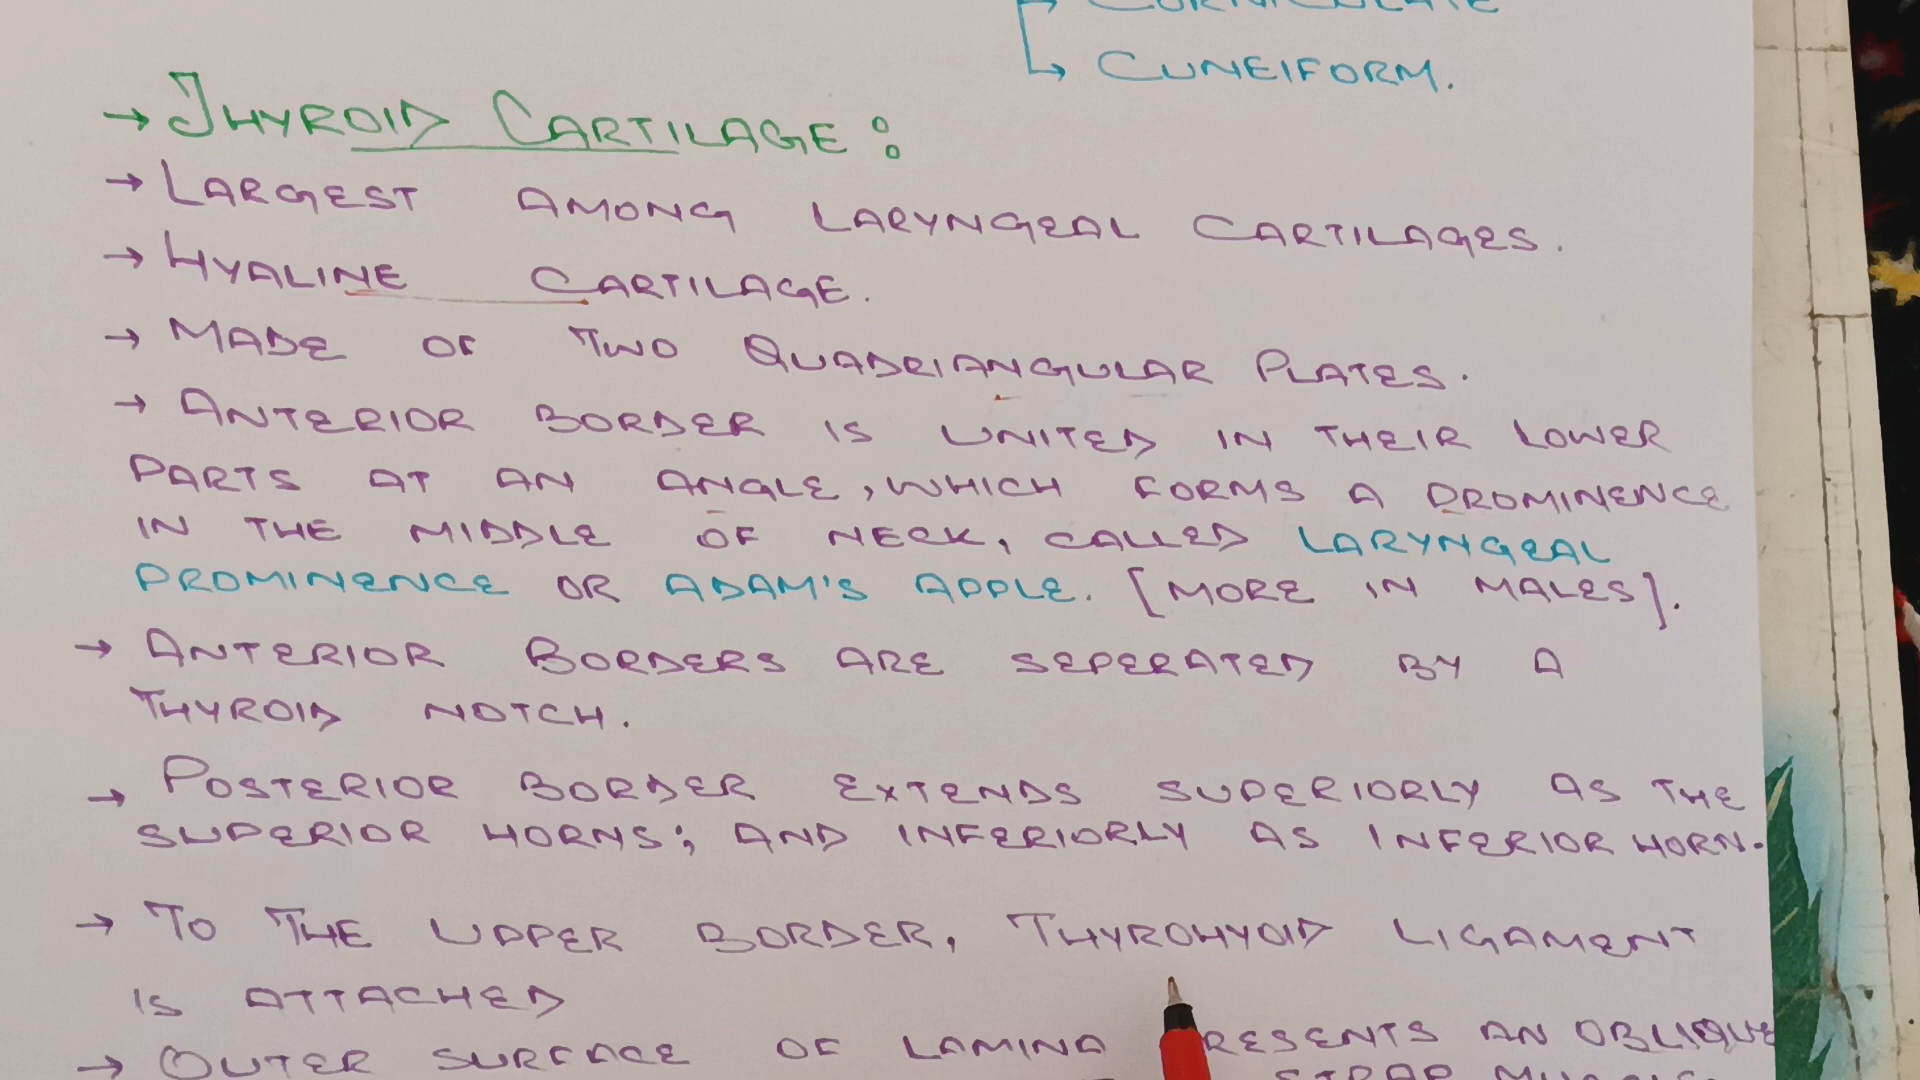 CORNICULATE
↳ CUNEIFORM.
→ THYROID CARTILAGE:
→ LARGEST AMONG LARYNGEAL CARTILAGES.
→ HYALINE CARTILAGE.
→ MADE OF TWO QUADRIANGULAR PLATES.
→ ANTERIOR BORDER IS UNITED IN THEIR LOWER
PARTS AT AN ANGLE, WHICH FORMS A PROMINENCE
IN THE MIDDLE OF NECK, CALLED LARYNGEAL
PROMINENCE OR ADAM'S APPLE. [MORE IN MALES].
→ ANTERIOR BORDERS ARE SEPERATED BY A
THYROID NOTCH.
→ POSTERIOR BORDER EXTENDS SUPERIORLY AS THE
SUPERIOR HORNS; AND INFERIORLY AS INFERIOR HORN.
→ TO THE UPPER BORDER, THYROHYOID LIGAMENT
IS ATTACHED
→ OUTER SURFACE OF LAMINA PRESENTS AN OBLIQUE
STRAP